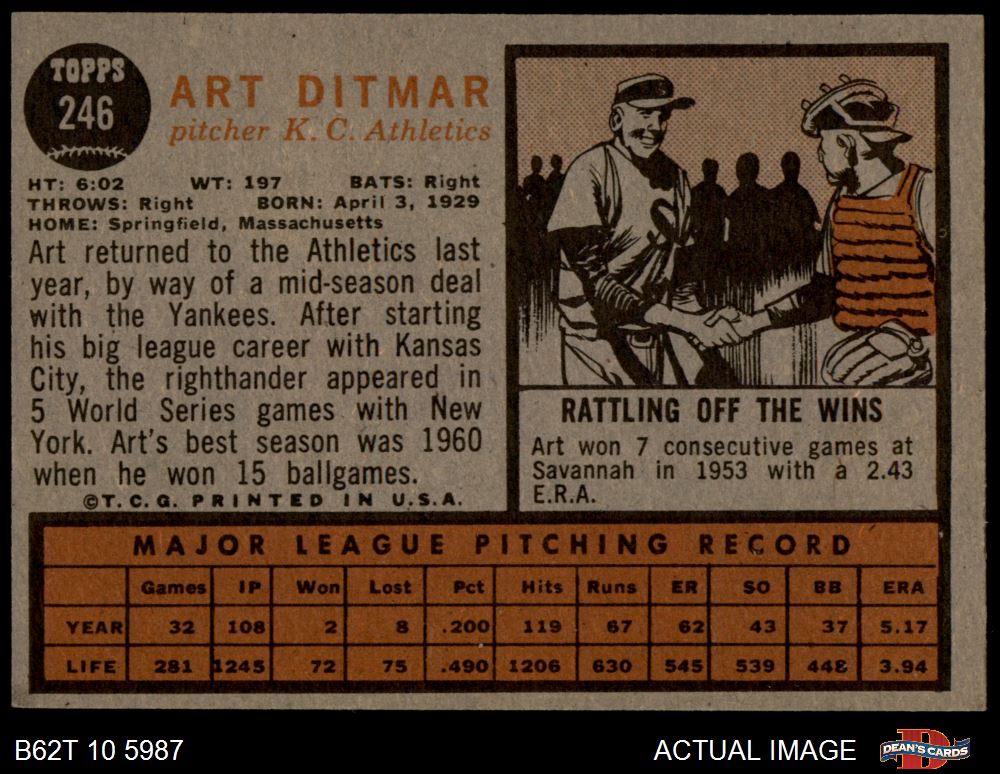 TOPPS
246
ART DITMAR
pitcher K. C. Athletics
HT: 6:02 WT: 197 BATS: Right
THROWS: Right BORN: April 3, 1929
HOME: Springfield, Massachusetts
Art returned to the Athletics last
year, by way of a mid-season deal
with the Yankees. After starting
his big league career with Kansas
City, the righthander appeared in
5 World Series games with New
York. Art's best season was 1960
when he won 15 ballgames.
©T.C.G. PRINTED IN U.S.A.
S
RATTLING OFF THE WINS
Art won 7 consecutive games at
Savannah in 1953 with a 2.43
E.R.A.
MAJOR LEAGUE PITCHING RECORD
Games IP Won Lost Pct Hits Runs ER SO BB ERA
YEAR 32 108 2 8 .200 119 67 62 43 37 5.17
LIFE 281 1245 72 75 .490 1206 630 545 539 448 3.94
B62T 10 5987
ACTUAL IMAGE
DEAN'S CARDS